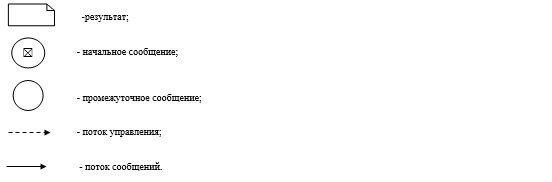 -результат;
- начальное сообщение;
- промежуточное сообщение;
- поток управления;
- поток сообщений.